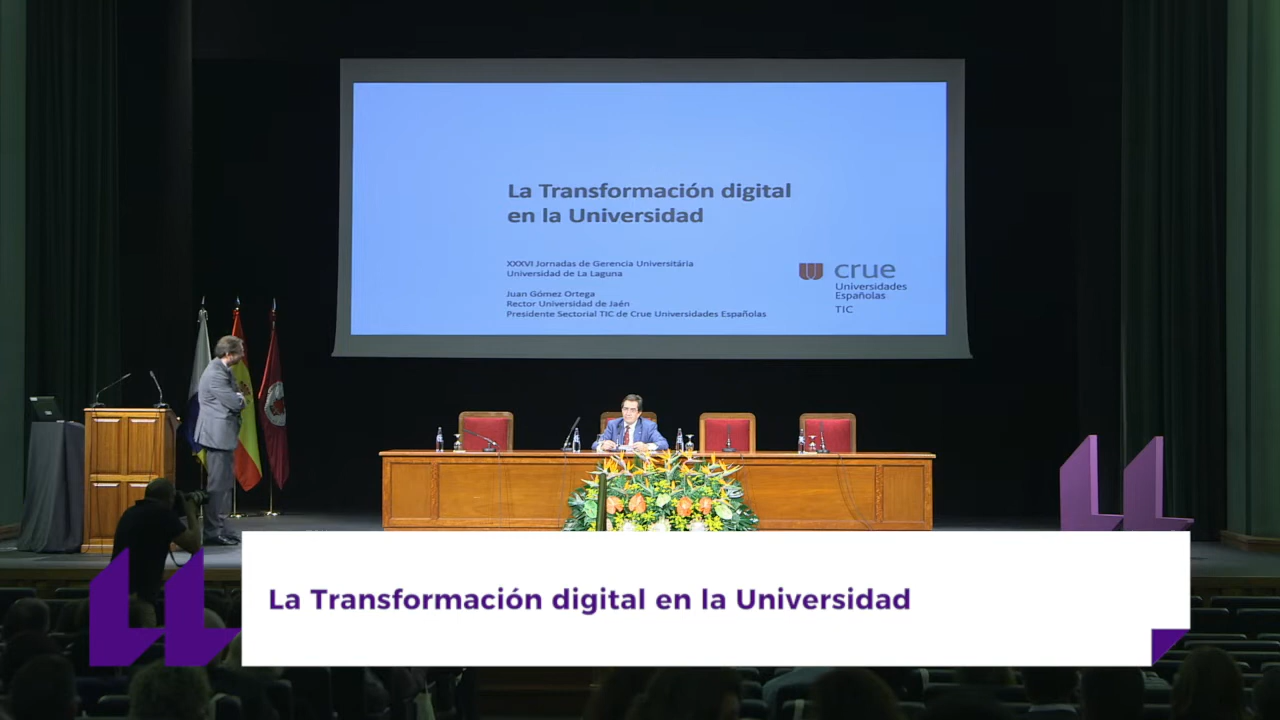 La Transformación digital
en la Universidad
XXXVI Jornadas de Gerencia Universitária
Universidad de La Laguna
Juan Gómez Ortega
Rector Universidad de Jaén
Presidente Sectorial TIC de Crue Universidades Españolas
crue
Universidades
Españolas
TIC
La Transformación digital en la Universidad